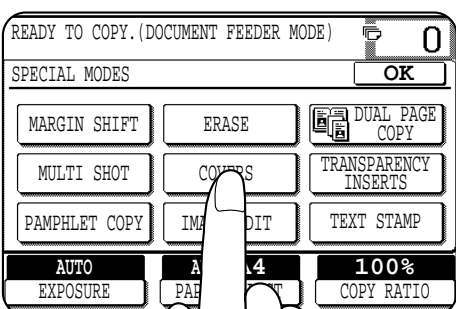 READY TO COPY.(DOCUMENT FEEDER MODE)
0
SPECIAL MODES
OK
MARGIN SHIFT
ERASE
DUAL PAGE
COPY
MULTI SHOT
COVERS
TRANSPARENCY
INSERTS
PAMPHLET COPY
TEXT STAMP
AUTO
100%
EXPOSURE
COPY RATIO